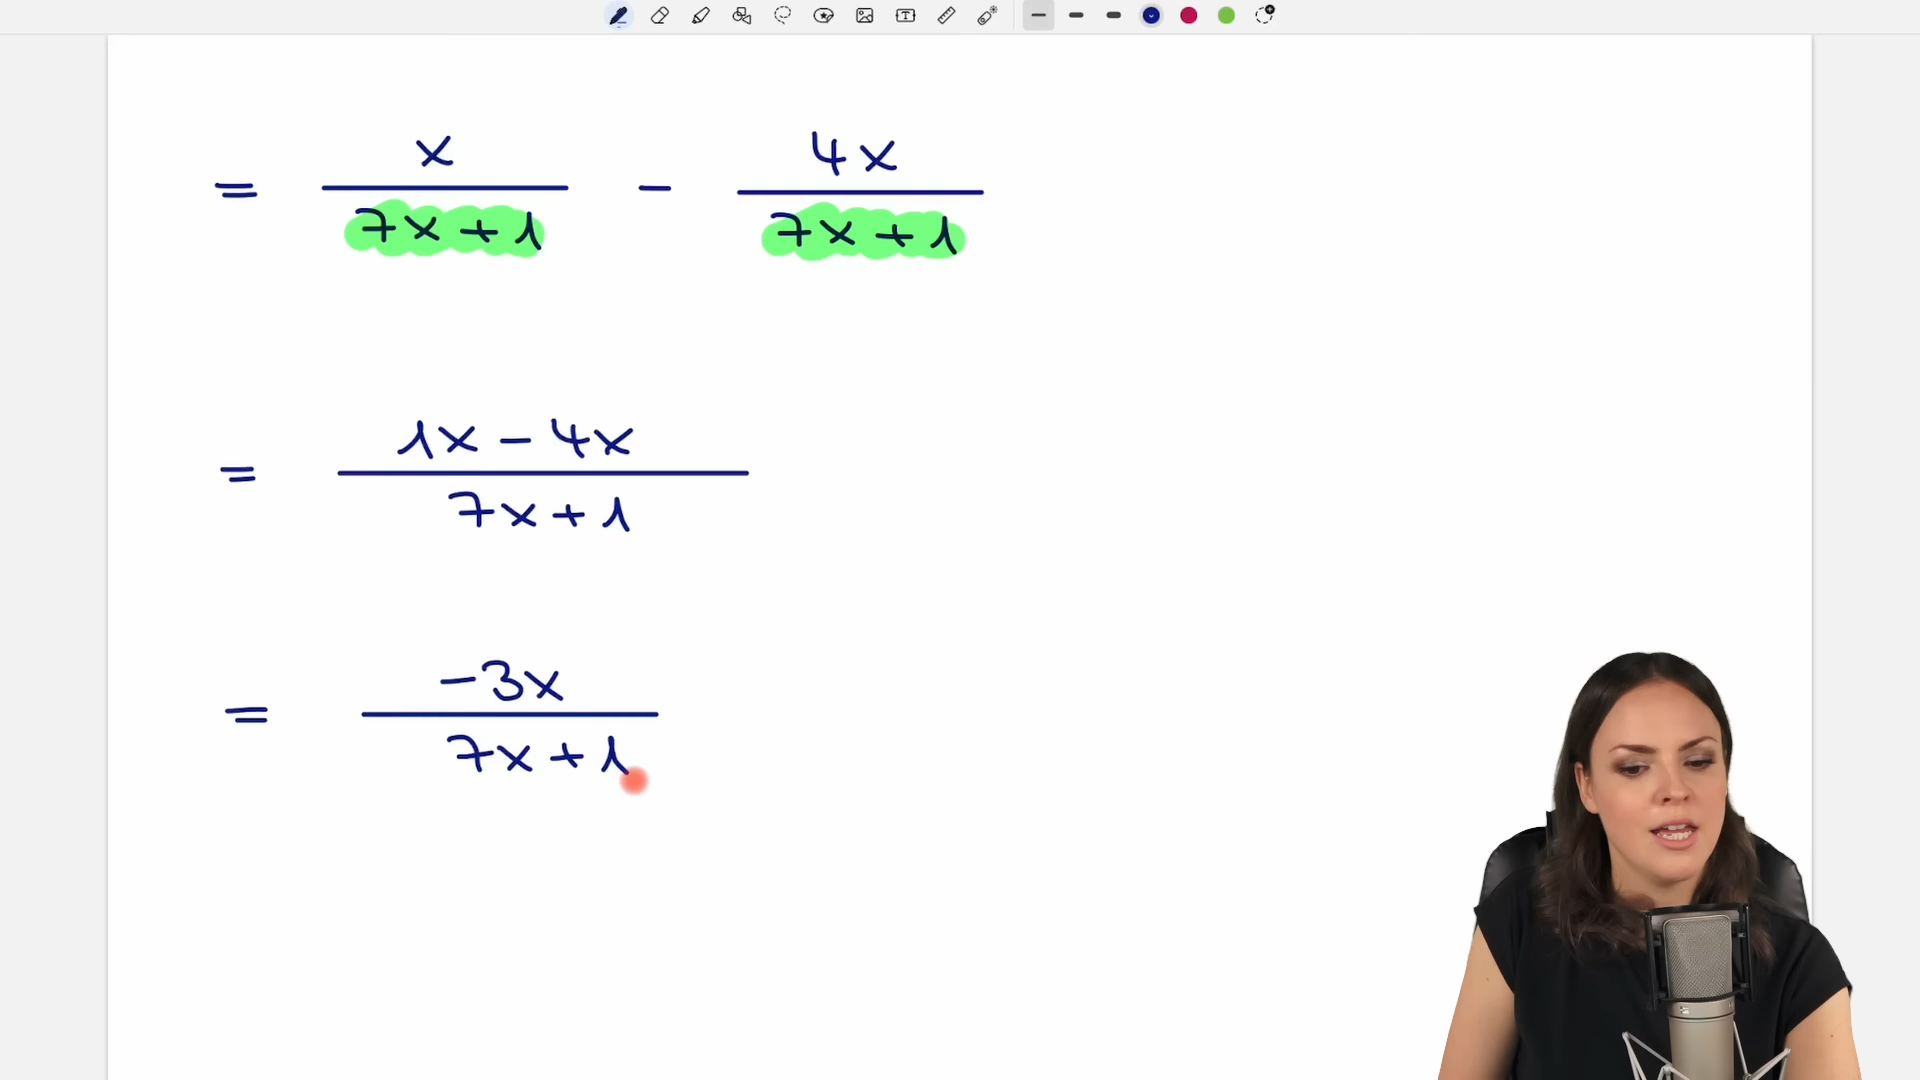 = x/(7x + 1) - 4x/(7x + 1)
= (1x - 4x)/(7x + 1)
= -3x/(7x + 1)